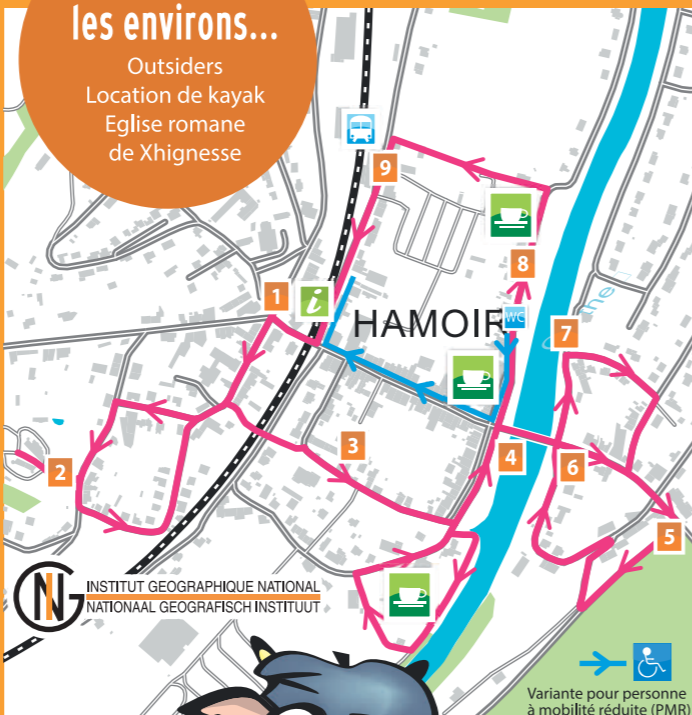 les environs...
Outsiders
Location de kayak
Eglise romane
de Xhignesse
9
8
1
i
HAMOIR
WC
7
3
2
4
6
5
NGI
INSTITUT GEOGRAPHIQUE NATIONAL
NATIONAAL GEOGRAFISCH INSTITUUT
Variante pour personne
à mobilité réduite (PMR)